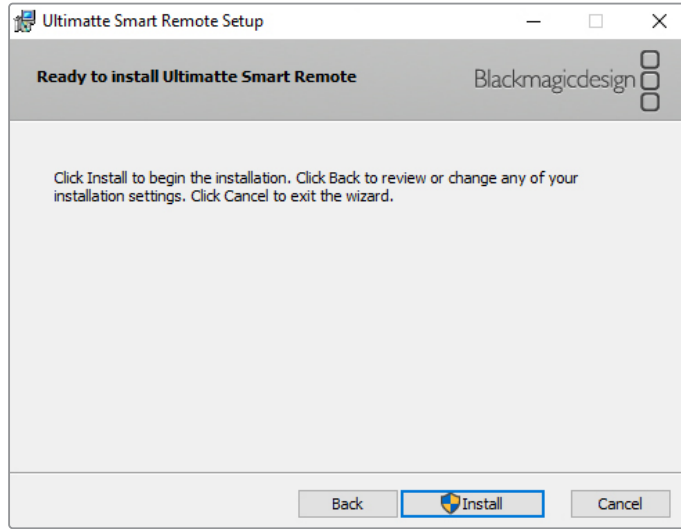 Ultimatte Smart Remote Setup
Ready to install Ultimatte Smart Remote
Blackmagicdesign
Click Install to begin the installation. Click Back to review or change any of your
installation settings. Click Cancel to exit the wizard.
Back
Install
Cancel